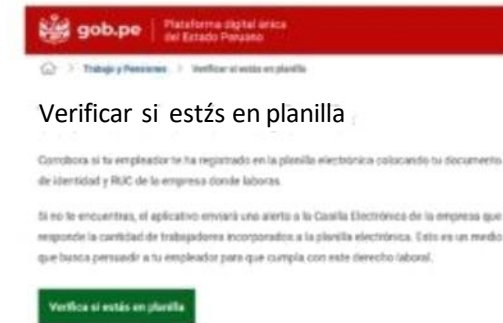 gob.pe
Plataforma digital única
del Estado Peruano
Trabajo y Pensiones > Verificar si estás en planilla
Verificar si estźs en planilla
Corrobora si tu empleador te ha registrado en la planilla electrónica colocando tu documento
de identidad y RUC de la empresa donde laboras.
Si no te encuentras, el aplicativo enviará una alerta a la Casilla Electrónica de la empresa que
responde la cantidad de trabajadores incorporados a la planilla electrónica. Esto es un medio
que busca persuadir a tu empleador para que cumpla con este derecho laboral.
Verifica si estás en planilla